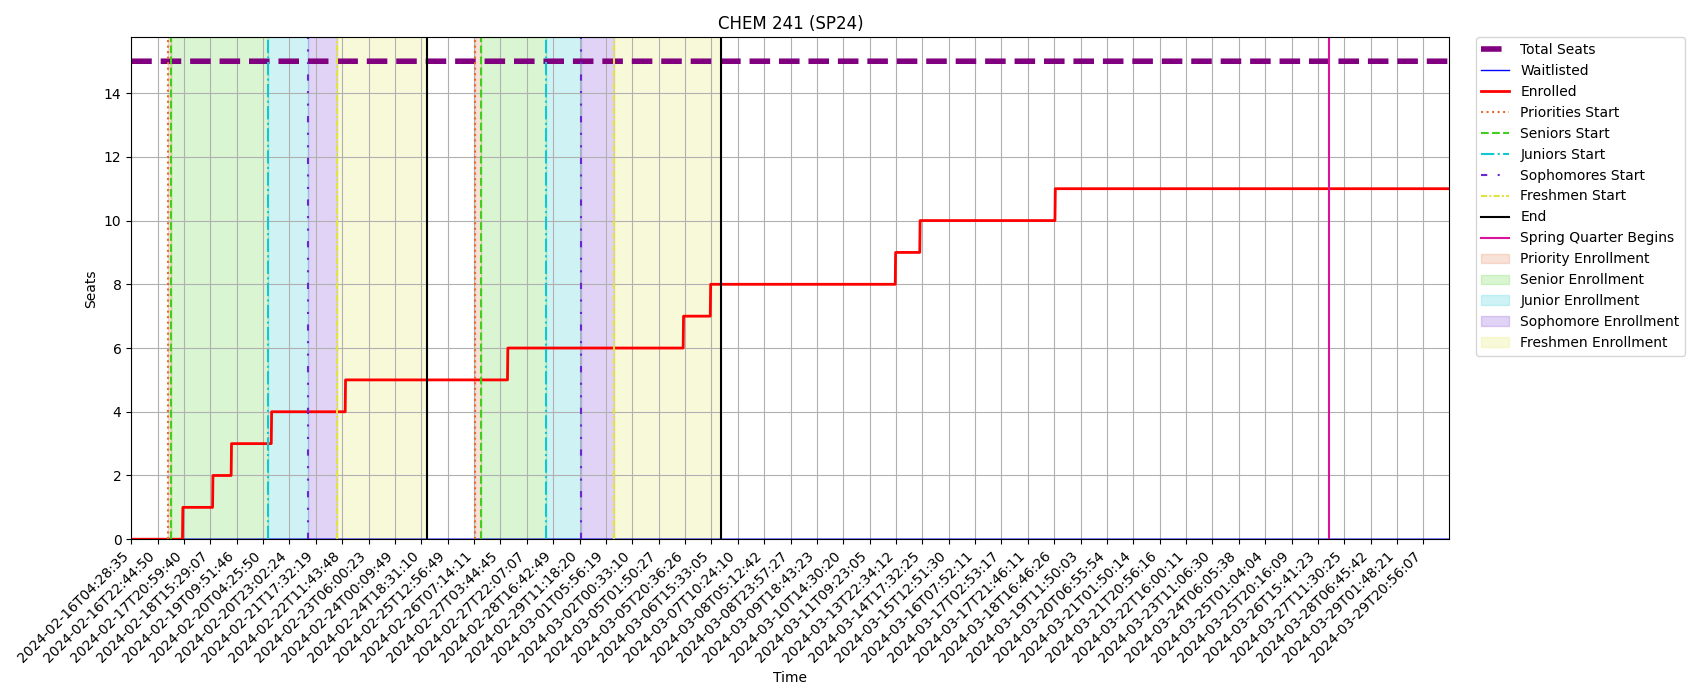 CHEM 241 (SP24)
Seats
14
12
10
8
6
4
2
0
2024-02-16T04:28:35
2024-02-16T22:44:50
2024-02-17T20:59:40
2024-02-18T15:29:07
2024-02-19T09:51:46
2024-02-20T04:25:50
2024-02-20T23:02:24
2024-02-21T17:32:19
2024-02-22T11:43:48
2024-02-23T06:00:23
2024-02-24T00:09:49
2024-02-24T18:31:10
2024-02-25T12:56:49
2024-02-26T07:14:11
2024-02-27T03:44:45
2024-02-27T22:07:07
2024-02-28T16:42:49
2024-02-29T11:18:20
2024-03-01T05:56:19
2024-03-02T00:33:10
2024-03-05T01:50:27
2024-03-05T20:36:26
2024-03-06T15:33:05
2024-03-07T10:24:10
2024-03-08T05:12:42
2024-03-08T23:57:27
2024-03-09T18:43:23
2024-03-10T14:30:20
2024-03-11T09:23:05
2024-03-13T22:34:12
2024-03-14T17:32:25
2024-03-15T12:51:30
2024-03-16T07:52:11
2024-03-17T02:53:17
2024-03-17T21:46:11
2024-03-18T16:46:26
2024-03-19T11:50:03
2024-03-20T06:55:54
2024-03-21T01:50:14
2024-03-21T20:56:16
2024-03-22T16:00:11
2024-03-23T11:06:30
2024-03-24T06:05:38
2024-03-25T01:04:04
2024-03-25T20:16:09
2024-03-26T15:41:23
2024-03-27T11:30:25
2024-03-28T06:45:42
2024-03-29T01:48:21
2024-03-29T20:56:07
Time
Total Seats
Waitlisted
Enrolled
Priorities Start
Seniors Start
Juniors Start
Sophomores Start
Freshmen Start
End
Spring Quarter Begins
Priority Enrollment
Senior Enrollment
Junior Enrollment
Sophomore Enrollment
Freshmen Enrollment